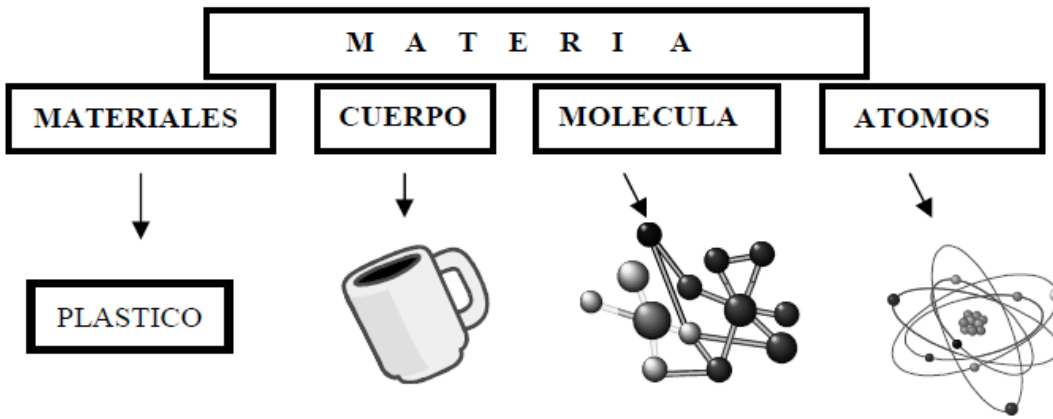 M A T E R I A
MATERIALES
CUERPO
MOLECULA
ATOMOS
PLASTICO